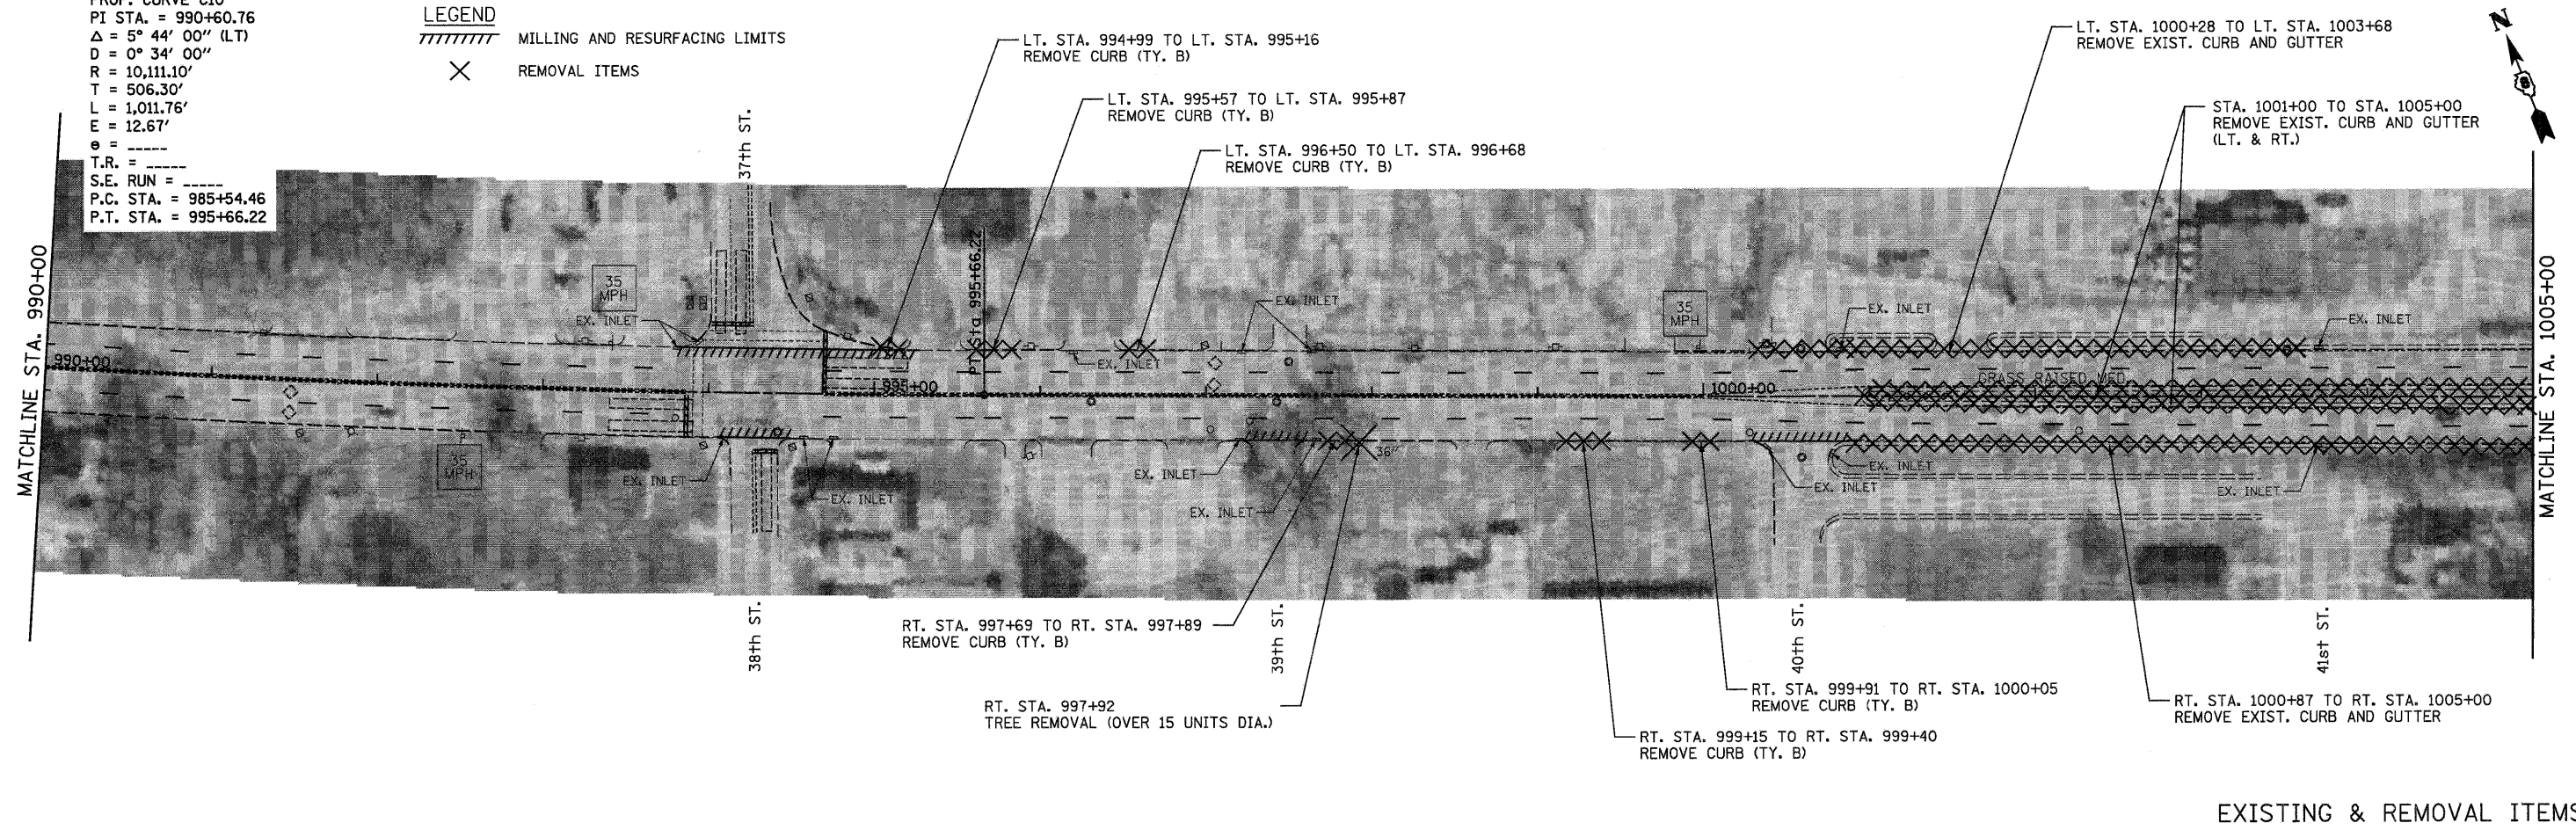 PROP. CURVE C10
PI STA. = 990+60.76
Δ = 5° 44' 00" (LT)
D = 0° 34' 00"
R = 10,111.10'
T = 506.30'
L = 1,011.76'
E = 12.67'
e = _____
T.R. = _____
S.E. RUN = _____
P.C. STA. = 985+54.46
P.T. STA. = 995+66.22
LEGEND
MILLING AND RESURFACING LIMITS
REMOVAL ITEMS
LT. STA. 994+99 TO LT. STA. 995+16
REMOVE CURB (TY. B)
LT. STA. 995+57 TO LT. STA. 995+87
REMOVE CURB (TY. B)
LT. STA. 996+50 TO LT. STA. 996+68
REMOVE CURB (TY. B)
LT. STA. 1000+28 TO LT. STA. 1003+68
REMOVE EXIST. CURB AND GUTTER
STA. 1001+00 TO STA. 1005+00
REMOVE EXIST. CURB AND GUTTER
(LT. & RT.)
N
37th ST.
MATCHLINE STA. 990+00
MATCHLINE STA. 1005+00
35
MPH
EX. INLET
PT Sta 995+66.22
EX. INLET
35
MPH
EX. INLET
EX. INLET
EX. INLET
990+00
995+00
1000+00
GRASS RAISED MED.
35
MPH
EX. INLET
EX. INLET
EX. INLET
EX. INLET
36"
EX. INLET
EX. INLET
EX. INLET
38th ST.
39th ST.
40th ST.
41st ST.
RT. STA. 997+69 TO RT. STA. 997+89
REMOVE CURB (TY. B)
RT. STA. 997+92
TREE REMOVAL (OVER 15 UNITS DIA.)
RT. STA. 999+91 TO RT. STA. 1000+05
REMOVE CURB (TY. B)
RT. STA. 999+15 TO RT. STA. 999+40
REMOVE CURB (TY. B)
RT. STA. 1000+87 TO RT. STA. 1005+00
REMOVE EXIST. CURB AND GUTTER
EXISTING & REMOVAL ITEMS